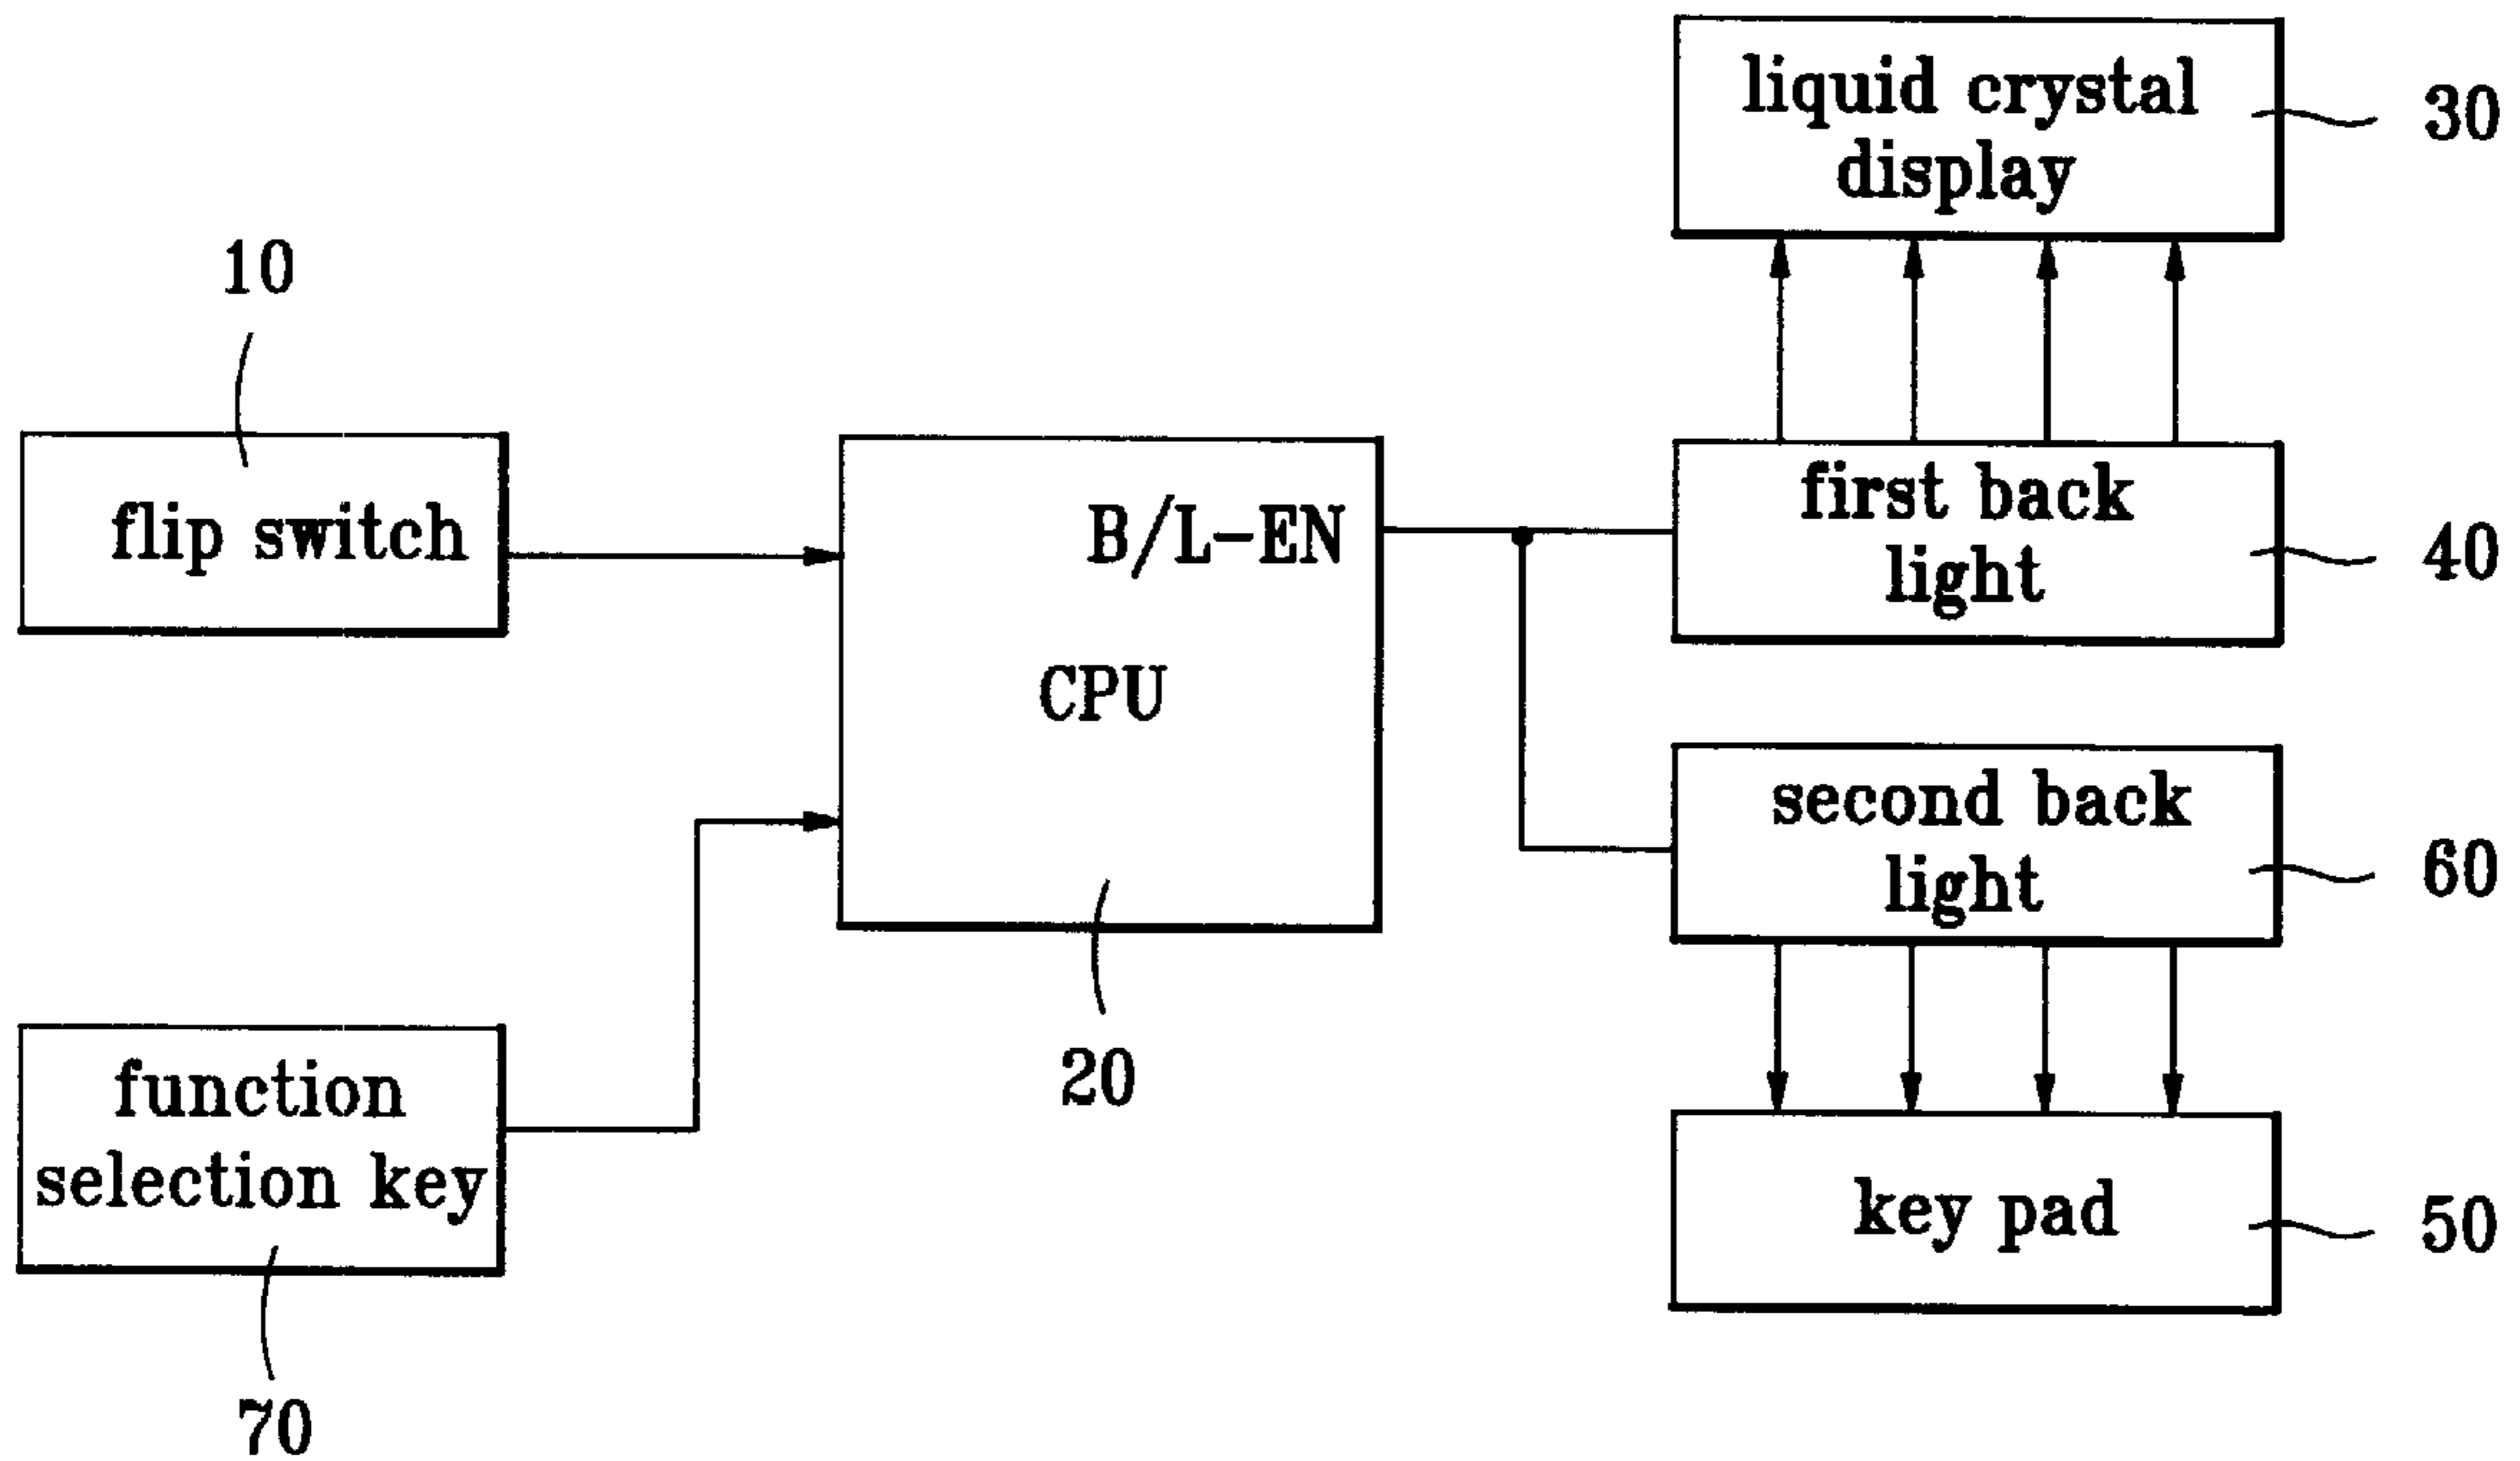 liquid crystal
display
30
10
flip switch
B/L-EN
CPU
20
first back
light
40
second back
light
60
function
selection key
70
key pad
50